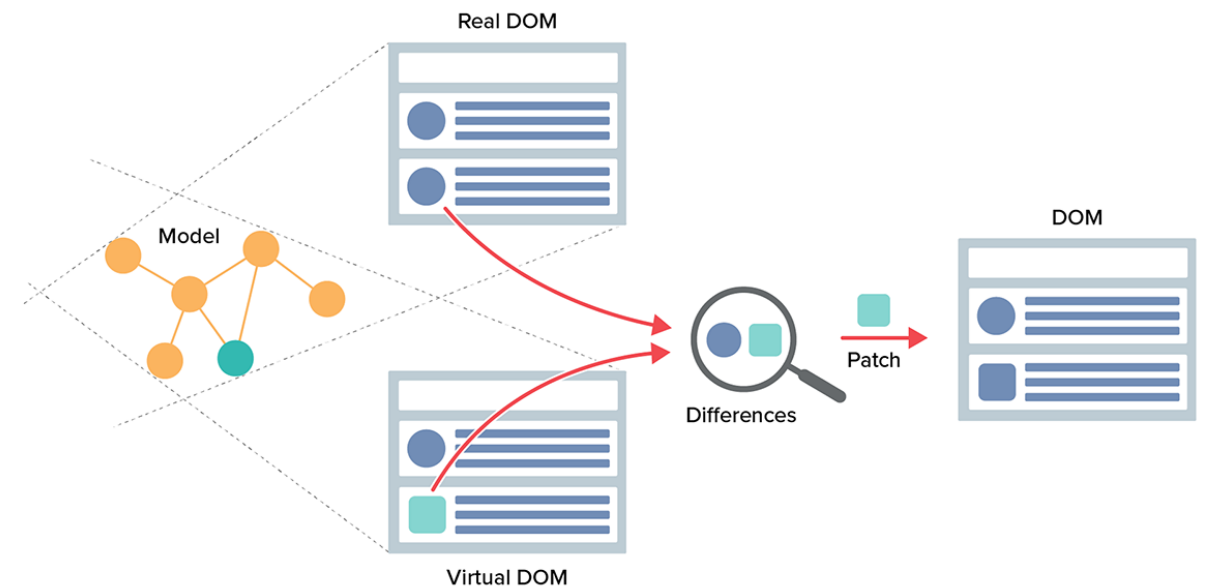 Real DOM
Model
DOM
Patch
Differences
Virtual DOM